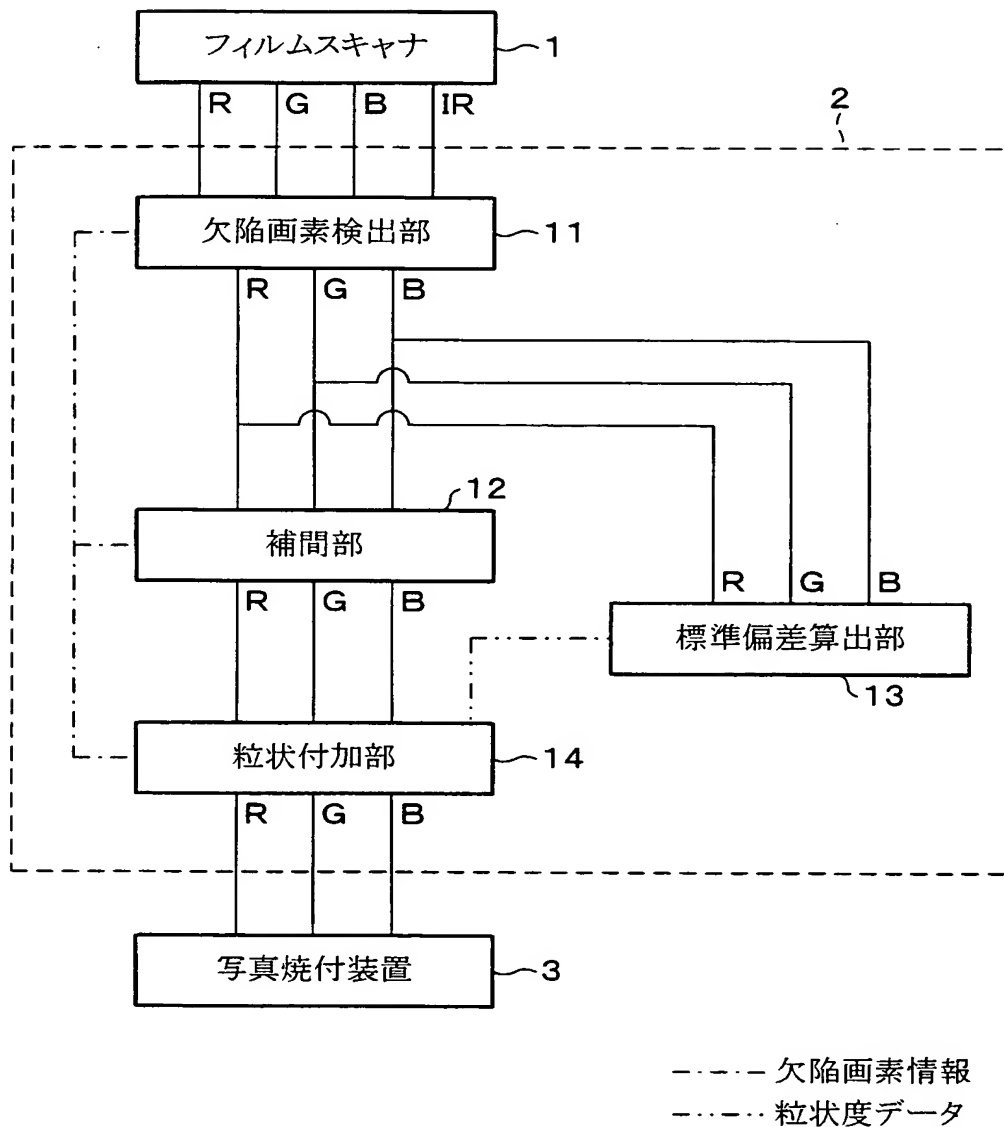 フィルムスキャナ
1
R G B IR
2
欠陥画素検出部
11
R G B
12
補間部
R G B
R G B
標準偏差算出部
13
粒状付加部
14
R G B
写真焼付装置
3
欠陥画素情報
粒状度データ